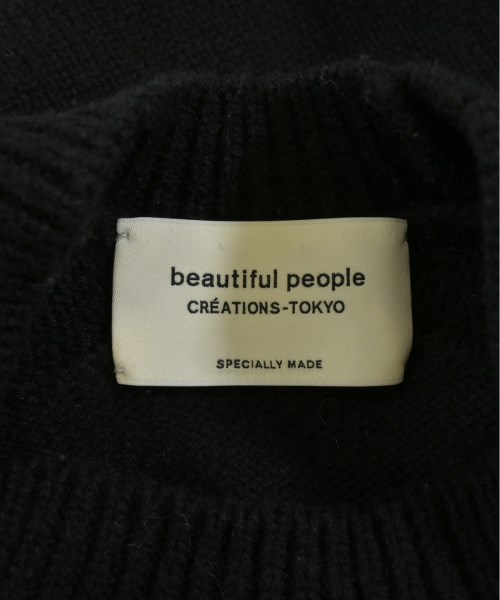 beautiful people
CRÉATIONS-TOKYO
SPECIALLY MADE